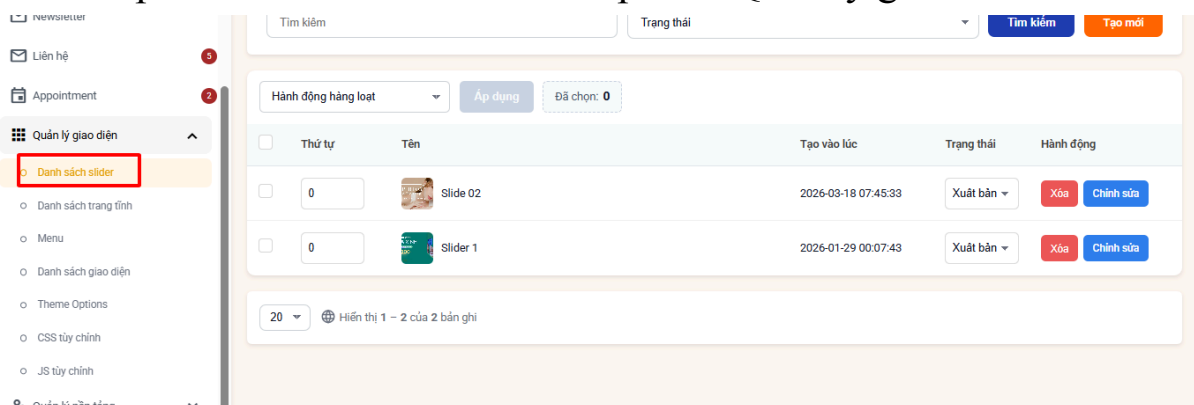 Newsletter
Liên hệ
5
Appointment
2
Quản lý giao diện
Danh sách slider
Danh sách trang tĩnh
Menu
Danh sách giao diện
Theme Options
CSS tùy chỉnh
JS tùy chỉnh
Tìm kiếm
Trạng thái
Tìm kiếm
Tạo mới
Hành động hàng loạt
Áp dụng
Đã chọn: 0
Thứ tự Tên Tạo vào lúc Trạng thái Hành động
0 Slide 02 2026-03-18 07:45:33 Xuất bản Xóa Chỉnh sửa
0 Slider 1 2026-01-29 00:07:43 Xuất bản Xóa Chỉnh sửa
20 Hiển thị 1 – 2 của 2 bản ghi